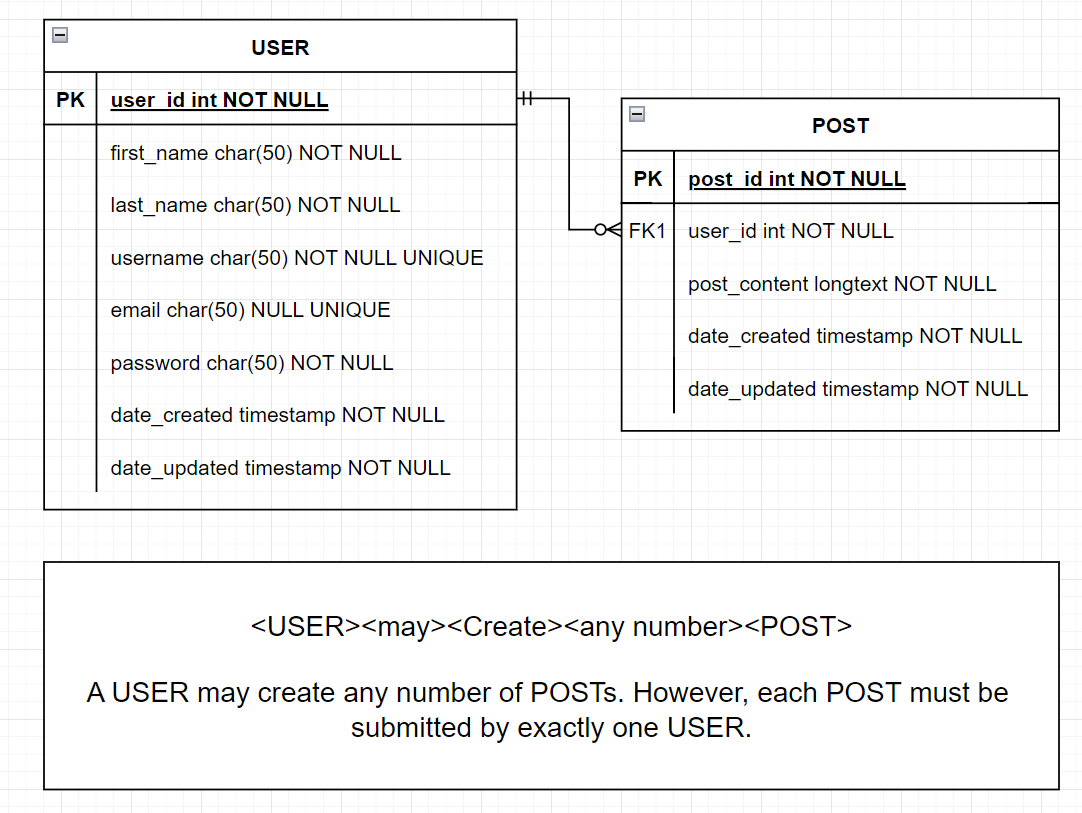 USER
PK user_id int NOT NULL
first_name char(50) NOT NULL
last_name char(50) NOT NULL
username char(50) NOT NULL UNIQUE
email char(50) NULL UNIQUE
password char(50) NOT NULL
date_created timestamp NOT NULL
date_updated timestamp NOT NULL
POST
PK post_id int NOT NULL
FK1 user_id int NOT NULL
post_content longtext NOT NULL
date_created timestamp NOT NULL
date_updated timestamp NOT NULL
<USER><may><Create><any number><POST>
A USER may create any number of POSTs. However, each POST must be
submitted by exactly one USER.